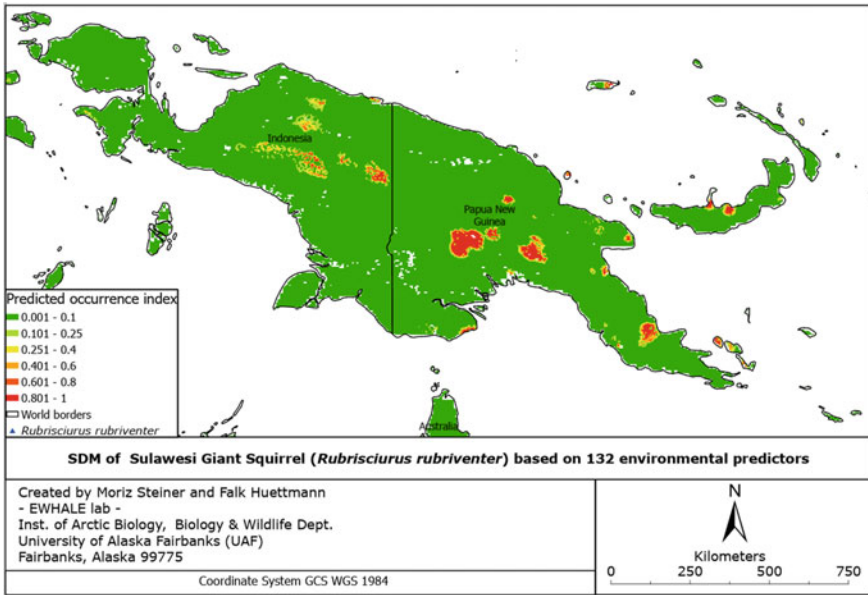 Indonesia
Papua New
Guinea
Australia
Predicted occurrence index
0.001 - 0.1
0.101 - 0.25
0.251 - 0.4
0.401 - 0.6
0.601 - 0.8
0.801 - 1
World borders
Rubrisciurus rubriventer
SDM of Sulawesi Giant Squirrel (Rubrisciurus rubriventer) based on 132 environmental predictors
Created by Moriz Steiner and Falk Huettmann
- EWHALE lab -
Inst. of Arctic Biology, Biology & Wildlife Dept.
University of Alaska Fairbanks (UAF)
Fairbanks, Alaska 99775
Coordinate System GCS WGS 1984
N
Kilometers
0 250 500 750